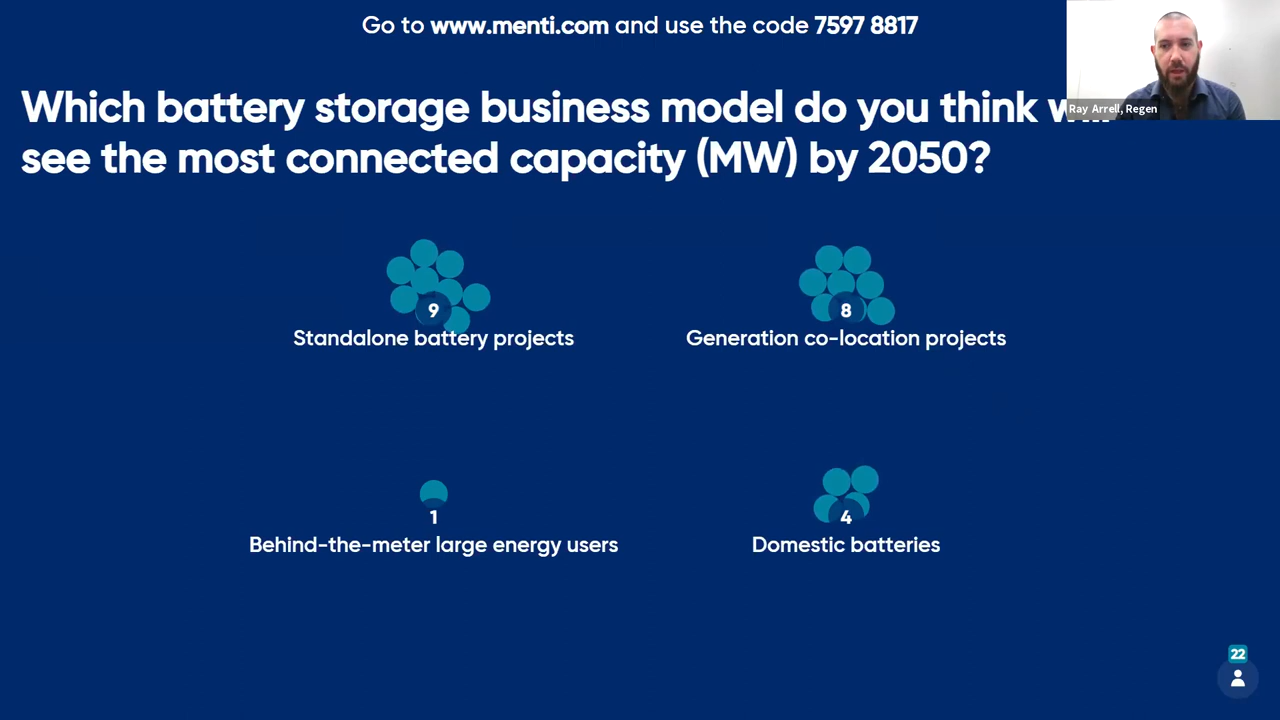 Go to www.menti.com and use the code 7597 8817
Ray Arrell, Regen
Which battery storage business model do you think
see the most connected capacity (MW) by 2050?
9
Standalone battery projects
8
Generation co-location projects
1
Behind-the-meter large energy users
4
Domestic batteries
22